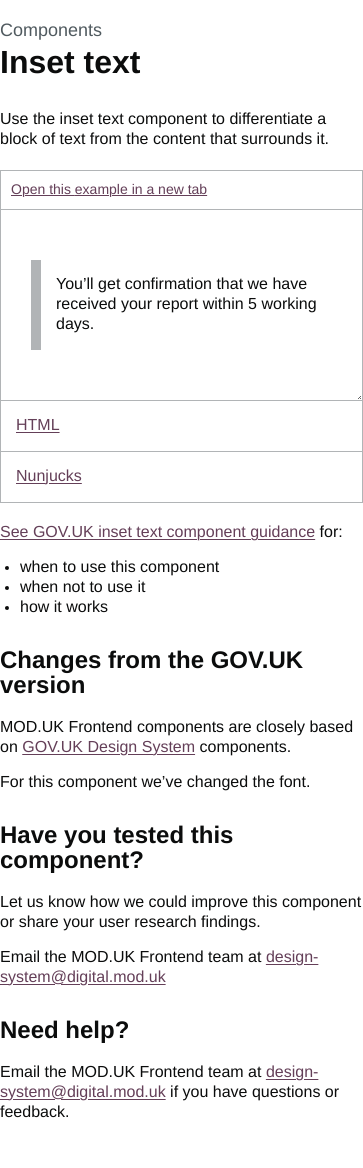 Components
Inset text
Use the inset text component to differentiate a
block of text from the content that surrounds it.
Open this example in a new tab
You’ll get confirmation that we have
received your report within 5 working
days.
HTML
Nunjucks
See GOV.UK inset text component guidance for:
• when to use this component
• when not to use it
• how it works
Changes from the GOV.UK
version
MOD.UK Frontend components are closely based
on GOV.UK Design System components.
For this component we’ve changed the font.
Have you tested this
component?
Let us know how we could improve this component
or share your user research findings.
Email the MOD.UK Frontend team at design-
system@digital.mod.uk
Need help?
Email the MOD.UK Frontend team at design-
system@digital.mod.uk if you have questions or
feedback.